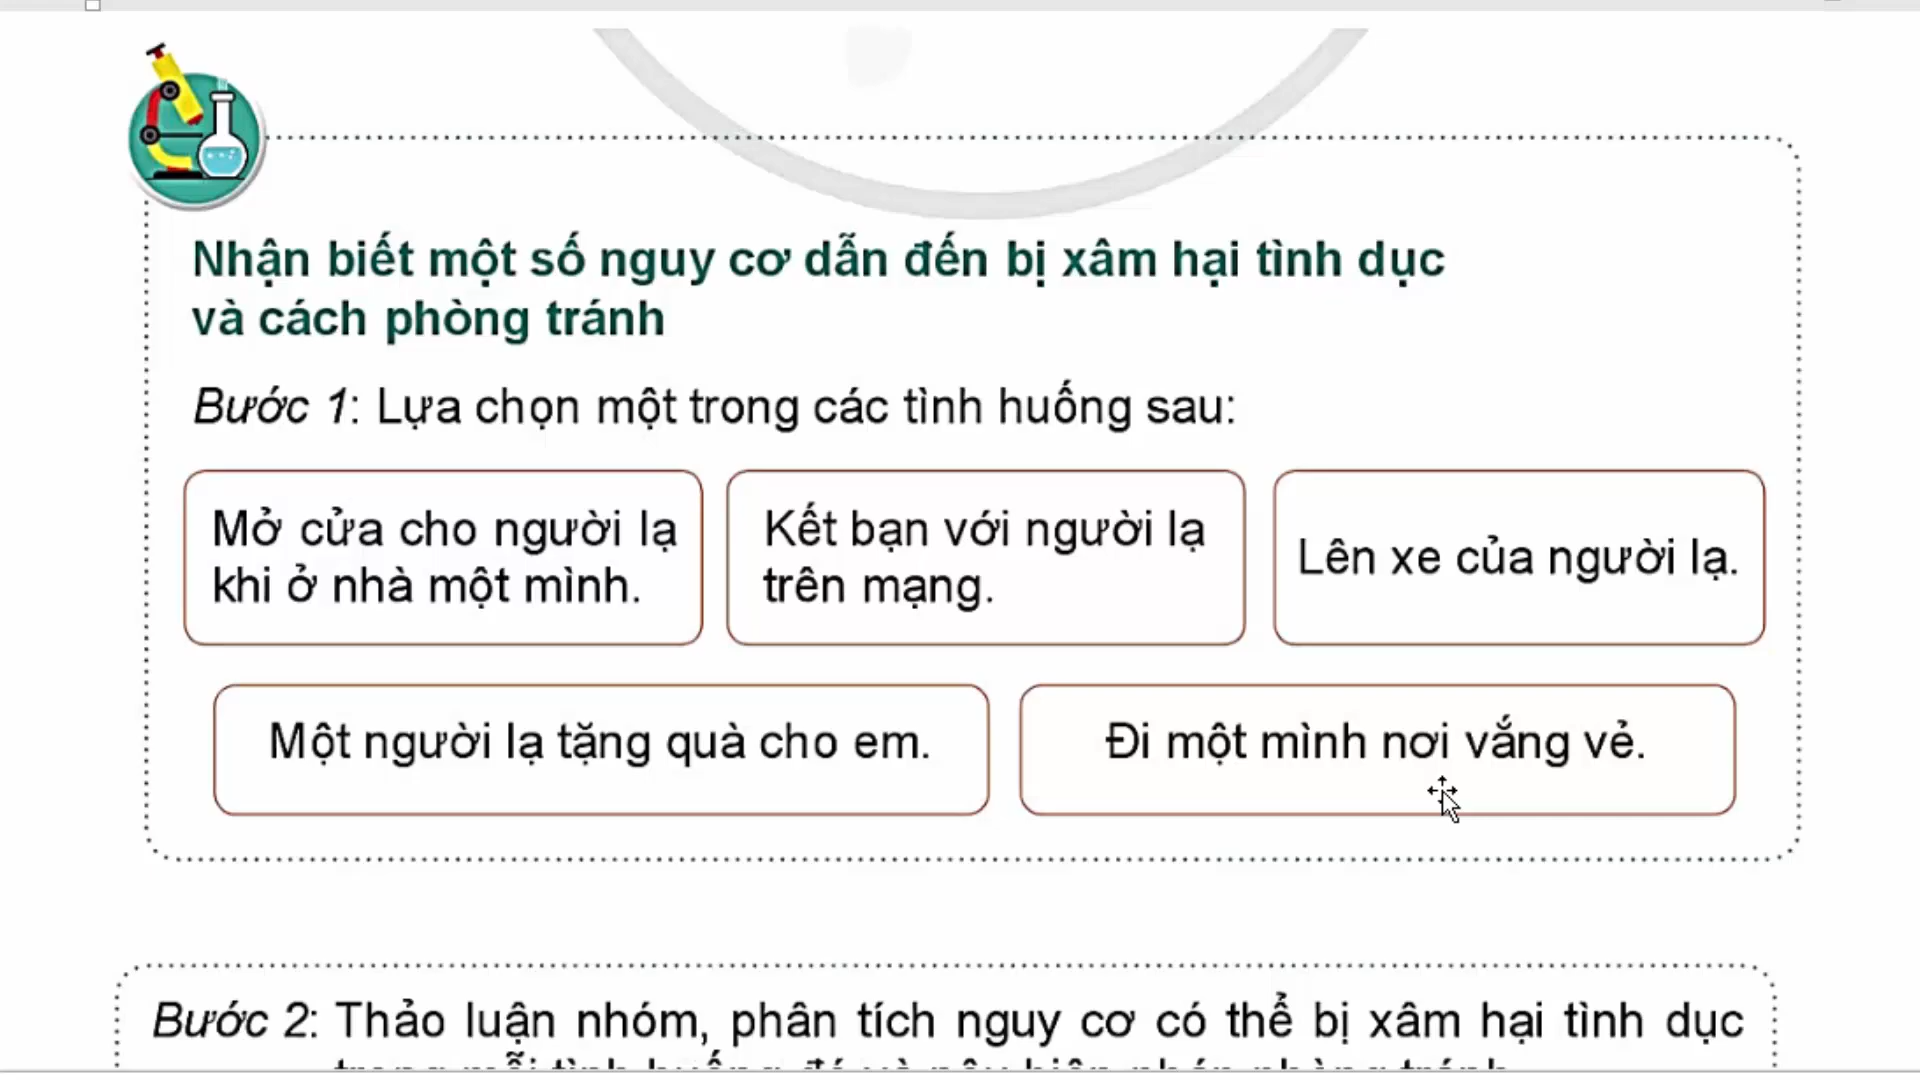 Nhận biết một số nguy cơ dẫn đến bị xâm hại tình dục
và cách phòng tránh
Bước 1: Lựa chọn một trong các tình huống sau:
Mở cửa cho người lạ
khi ở nhà một mình.
Kết bạn với người lạ
trên mạng.
Lên xe của người lạ.
Một người lạ tặng quà cho em.
Đi một mình nơi vắng vẻ.
Bước 2: Thảo luận nhóm, phân tích nguy cơ có thể bị xâm hại tình dục